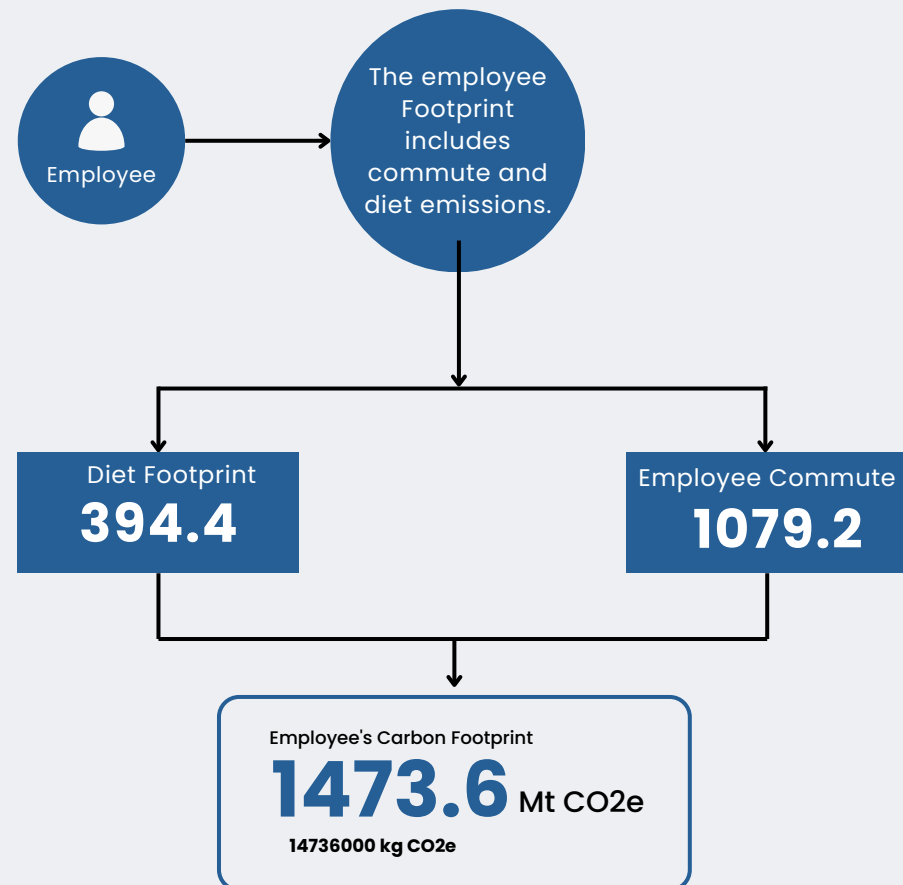 Employee
The employee
Footprint
includes
commute and
diet emissions.
Diet Footprint
394.4
Employee Commute
1079.2
Employee's Carbon Footprint
1473.6 Mt CO2e
14736000 kg CO2e